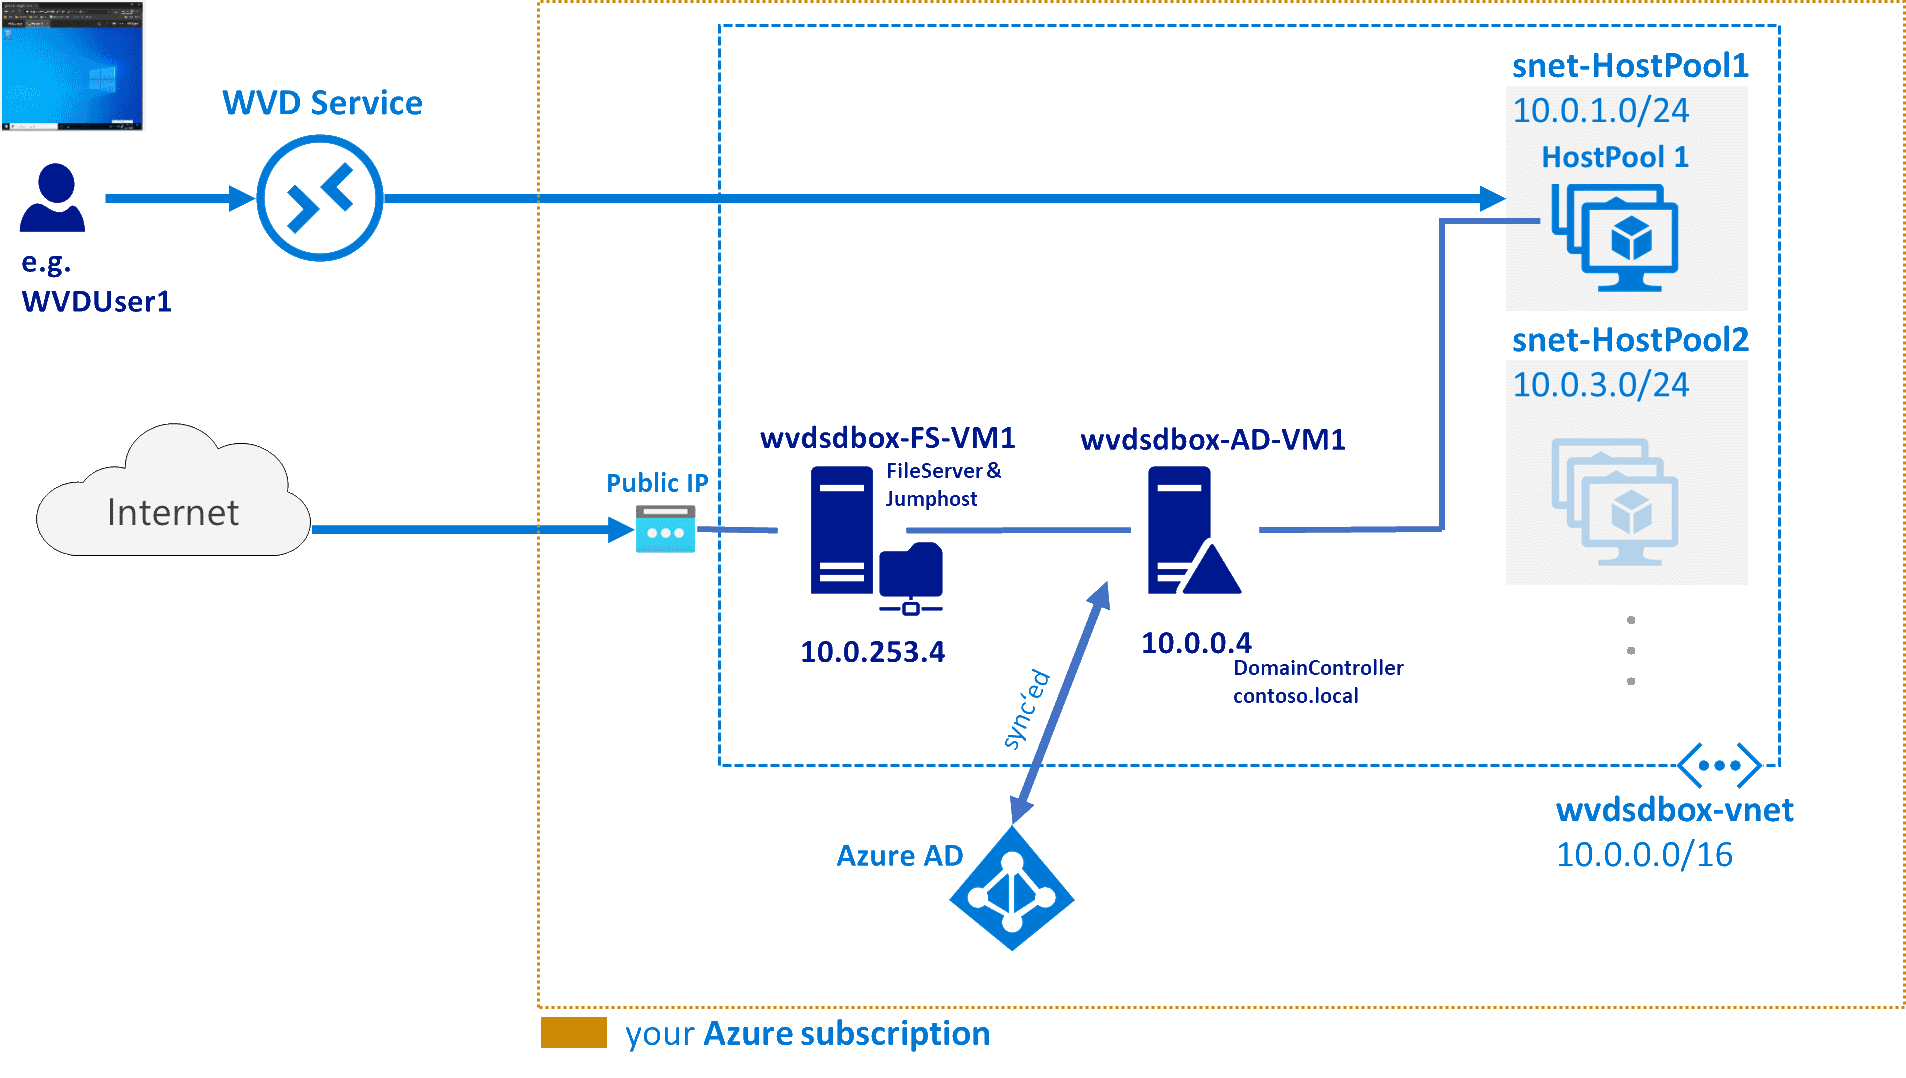 WVD Service
e.g.
WVDUser1
Internet
Public IP
wvdsdbox-FS-VM1
FileServer &
Jumphost
10.0.253.4
wvdsdbox-AD-VM1
10.0.0.4
DomainController
contoso.local
sync‘ed
Azure AD
snet-HostPool1
10.0.1.0/24
HostPool 1
snet-HostPool2
10.0.3.0/24
wvdsdbox-vnet
10.0.0.0/16
your Azure subscription